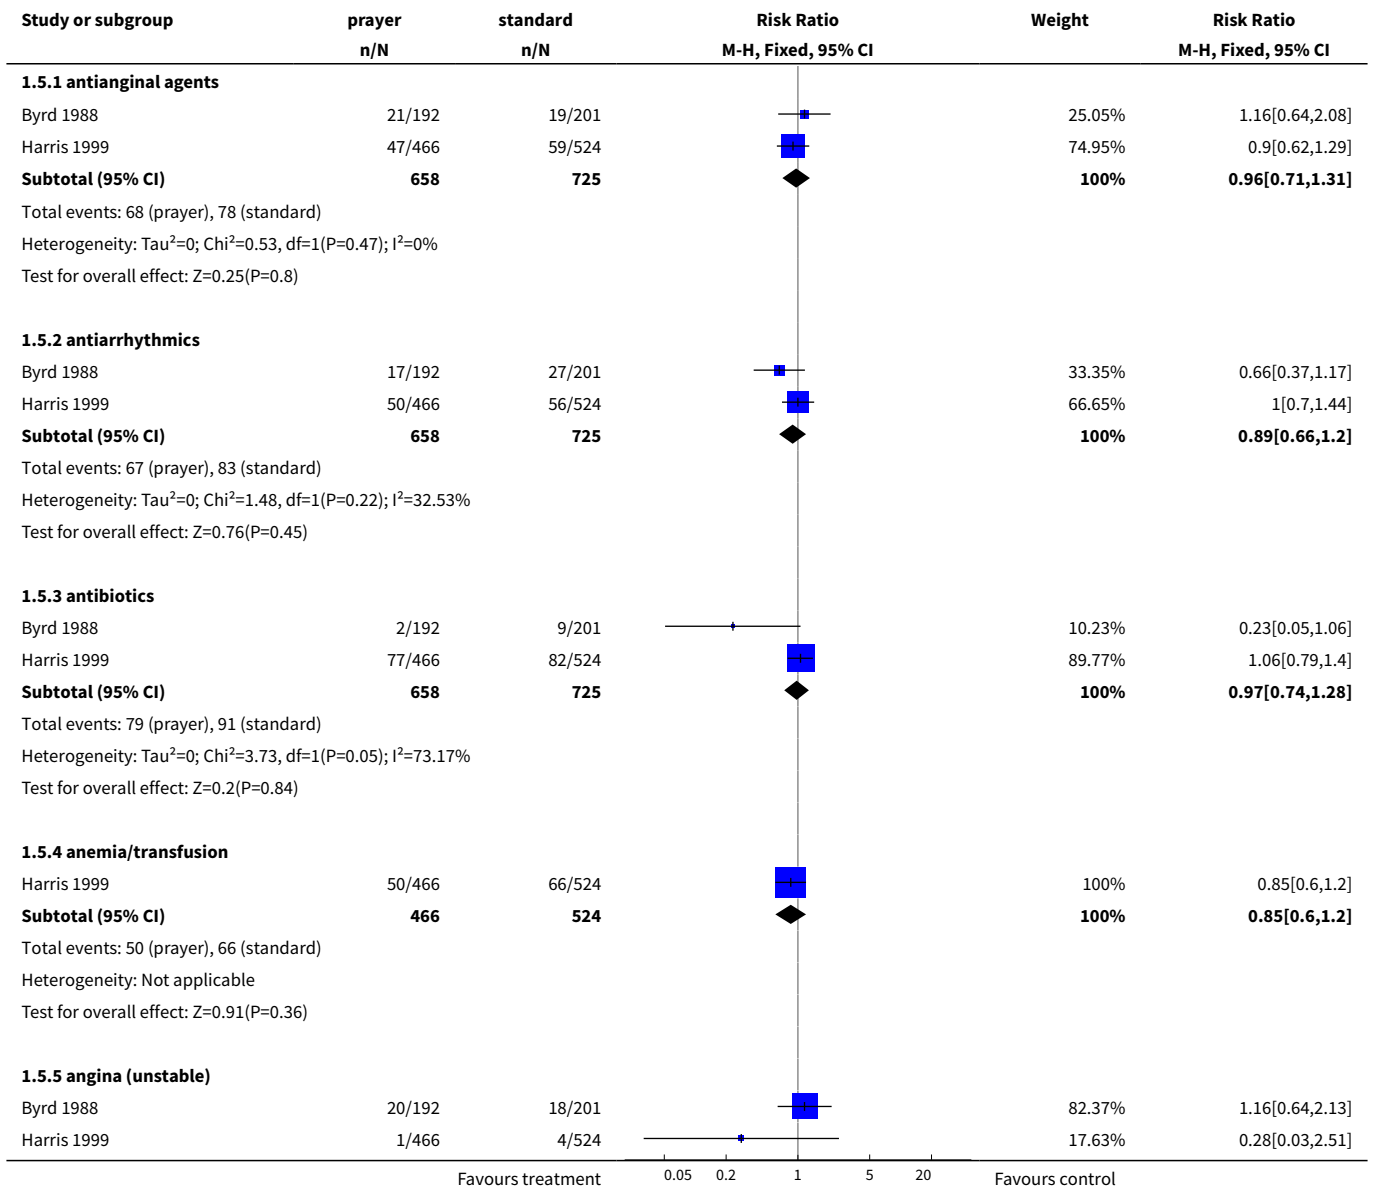 Study or subgroup prayer standard Risk Ratio Weight Risk Ratio
n/N n/N M-H, Fixed, 95% CI M-H, Fixed, 95% CI
1.5.1 antianginal agents
Byrd 1988 21/192 19/201 25.05% 1.16[0.64,2.08]
Harris 1999 47/466 59/524 74.95% 0.9[0.62,1.29]
Subtotal (95% CI) 658 725 100% 0.96[0.71,1.31]
Total events: 68 (prayer), 78 (standard)
Heterogeneity: Tau²=0; Chi²=0.53, df=1(P=0.47); I²=0%
Test for overall effect: Z=0.25(P=0.8)
1.5.2 antiarrhythmics
Byrd 1988 17/192 27/201 33.35% 0.66[0.37,1.17]
Harris 1999 50/466 56/524 66.65% 1[0.7,1.44]
Subtotal (95% CI) 658 725 100% 0.89[0.66,1.2]
Total events: 67 (prayer), 83 (standard)
Heterogeneity: Tau²=0; Chi²=1.48, df=1(P=0.22); I²=32.53%
Test for overall effect: Z=0.76(P=0.45)
1.5.3 antibiotics
Byrd 1988 2/192 9/201 10.23% 0.23[0.05,1.06]
Harris 1999 77/466 82/524 89.77% 1.06[0.79,1.4]
Subtotal (95% CI) 658 725 100% 0.97[0.74,1.28]
Total events: 79 (prayer), 91 (standard)
Heterogeneity: Tau²=0; Chi²=3.73, df=1(P=0.05); I²=73.17%
Test for overall effect: Z=0.2(P=0.84)
1.5.4 anemia/transfusion
Harris 1999 50/466 66/524 100% 0.85[0.6,1.2]
Subtotal (95% CI) 466 524 100% 0.85[0.6,1.2]
Total events: 50 (prayer), 66 (standard)
Heterogeneity: Not applicable
Test for overall effect: Z=0.91(P=0.36)
1.5.5 angina (unstable)
Byrd 1988 20/192 18/201 82.37% 1.16[0.64,2.13]
Harris 1999 1/466 4/524 17.63% 0.28[0.03,2.51]
Favours treatment 0.05 0.2 1 5 20 Favours control